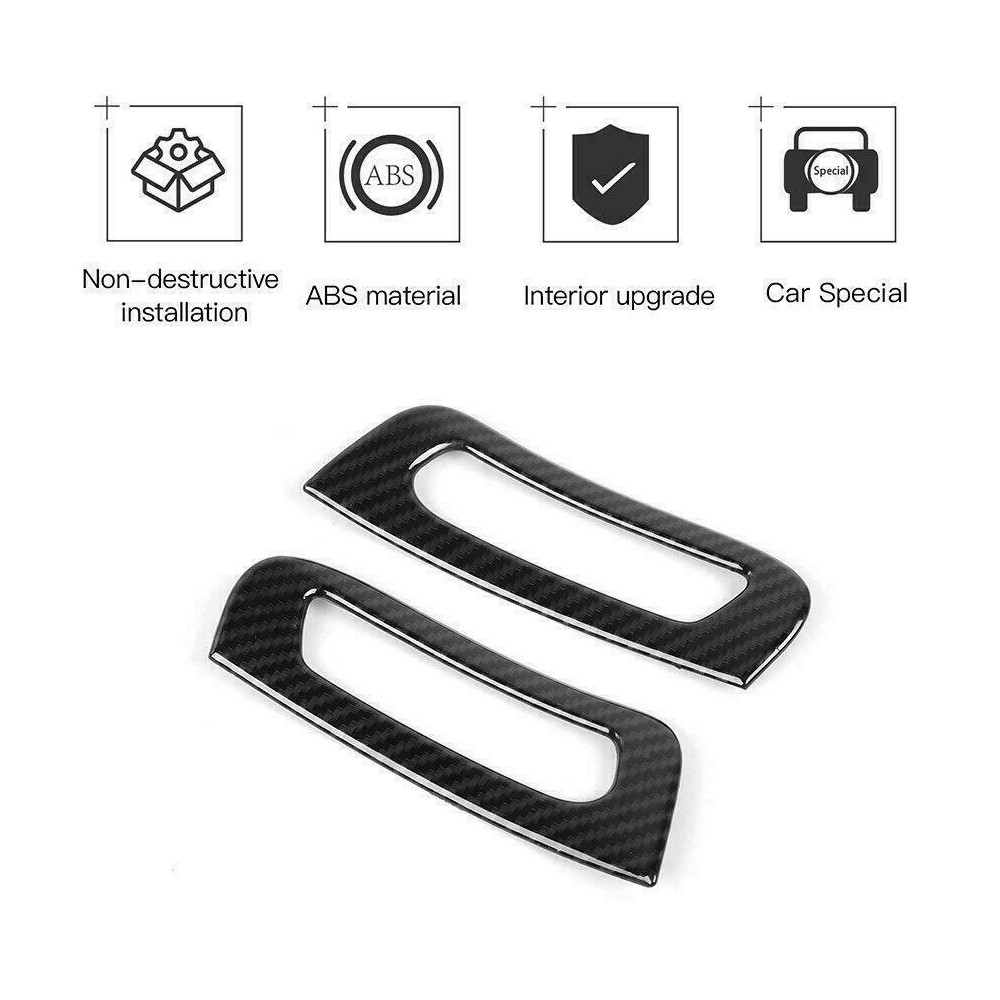 ABS
Special
Non-destructive
installation
ABS material
Interior upgrade
Car Special